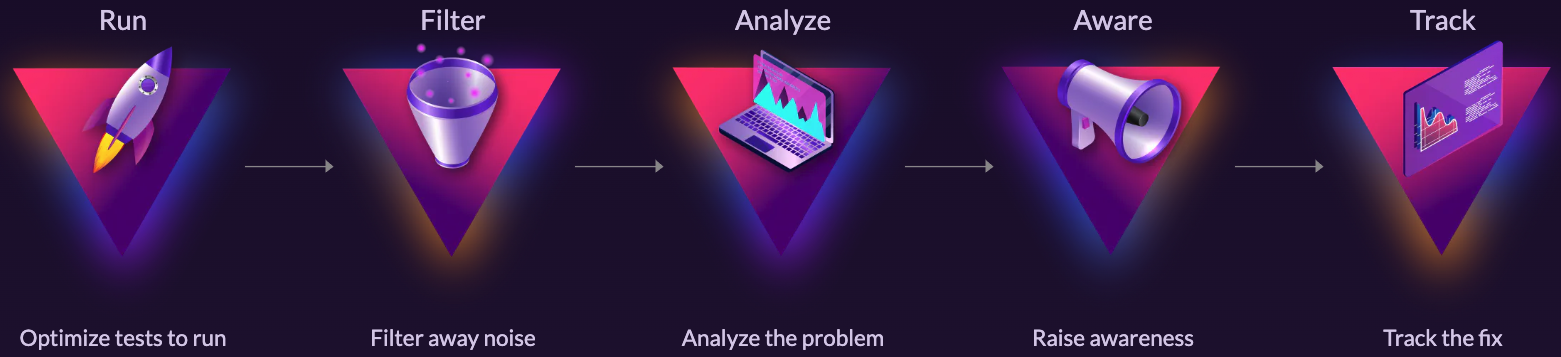 Run
Filter
Analyze
Aware
Track
Optimize tests to run
Filter away noise
Analyze the problem
Raise awareness
Track the fix